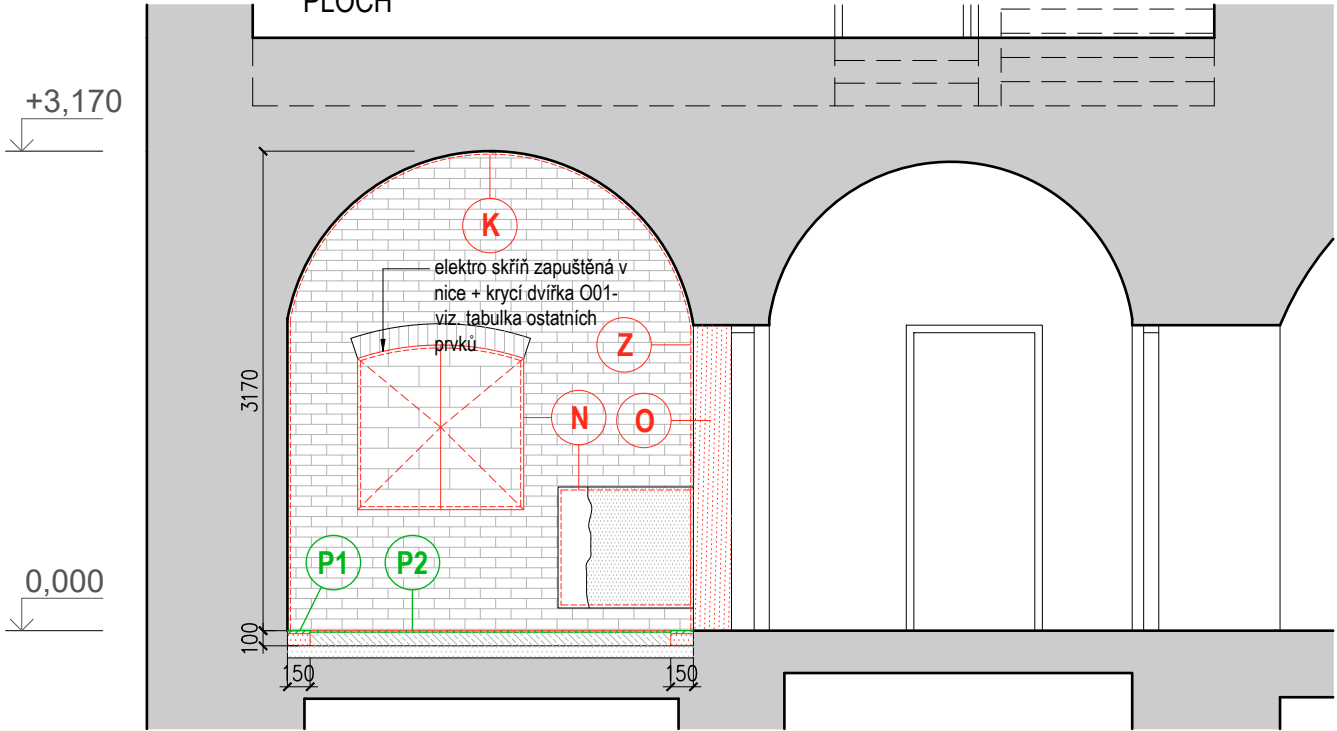 PLOCH
+3,170
K
elektro skříň zapuštěná v
nice + krycí dvířka O01-
viz. tabulka ostatních
prvků
Z
3170
N
O
P1
P2
0,000
100
150
150